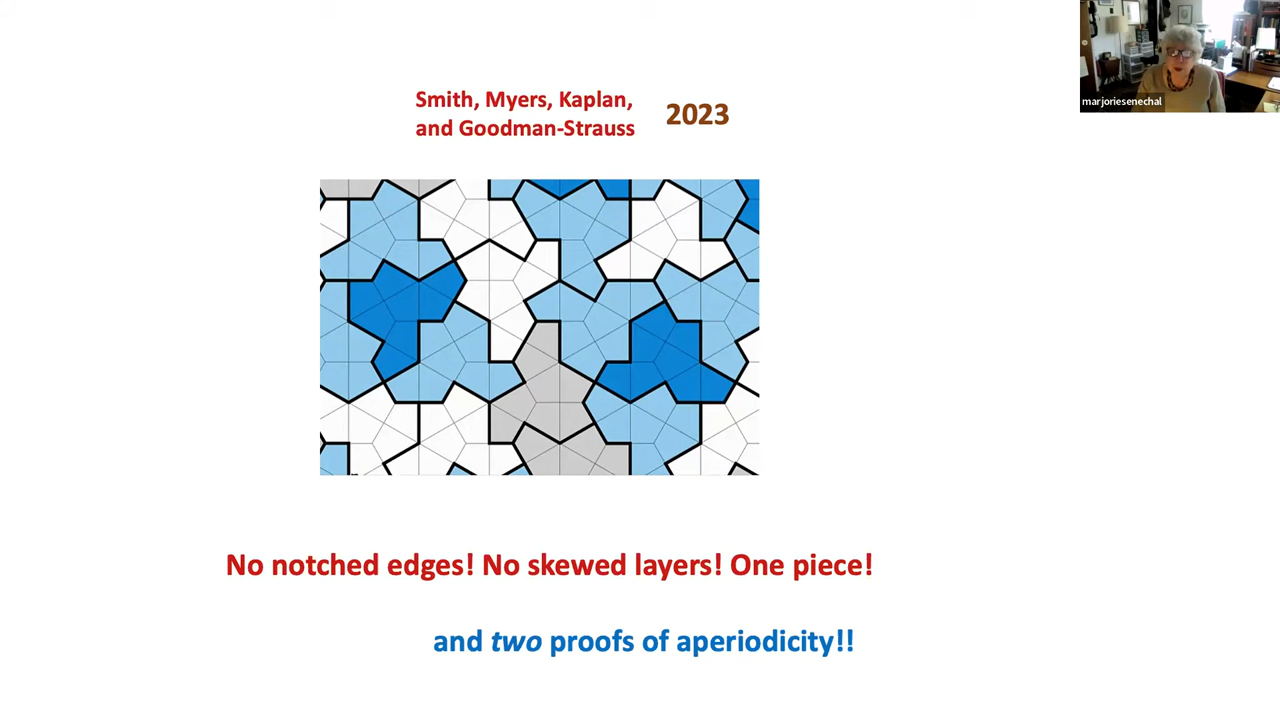 Smith, Myers, Kaplan,
and Goodman-Strauss
2023
marjoriesenechal
No notched edges! No skewed layers! One piece!
and two proofs of aperiodicity!!